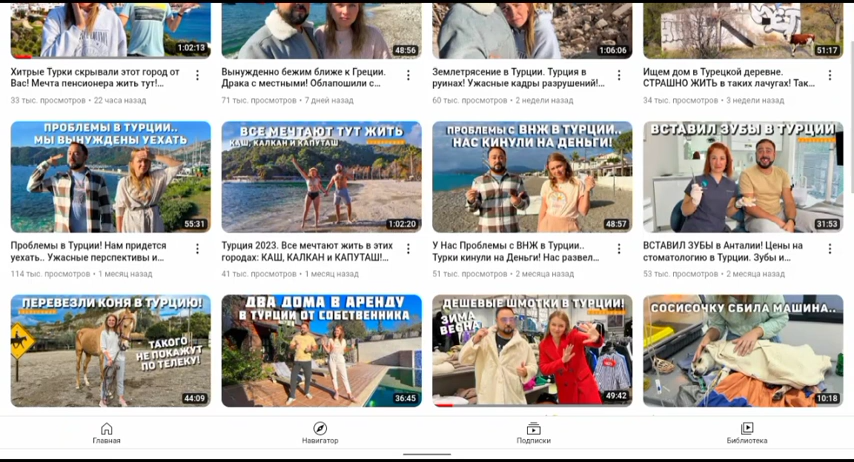 1:02:13
48:56
1:06:06
51:17
Хитрые Турки скрывали этот город от
Вас! Мечта пенсионера жить тут!...
33 тыс. просмотров • 22 часа назад
Вынужденно бежим ближе к Греции.
Драка с местными! Облапошили с...
71 тыс. просмотров • 7 дней назад
Землетрясение в Турции. Турция в
руинах! Ужасные кадры разрушений!...
60 тыс. просмотров • 2 недели назад
Ищем дом в Турецкой деревне.
СТРАШНО ЖИТЬ в таких лачугах! Так...
34 тыс. просмотров • 3 недели назад
ПРОБЛЕМЫ В ТУРЦИИ..
МЫ ВЫНУЖДЕНЫ УЕХАТЬ
55:31
ВСЕ МЕЧТАЮТ ТУТ ЖИТЬ
КАШ, КАЛКАН И КАПУТАШ!
1:02:20
ПРОБЛЕМЫ С ВНЖ В ТУРЦИИ..
НАС КИНУЛИ НА ДЕНЬГИ!
48:57
ВСТАВИЛ ЗУБЫ В ТУРЦИИ
31:53
Проблемы в Турции! Нам придется
уехать.. Ужасные перспективы и...
114 тыс. просмотров • 1 месяц назад
Турция 2023. Все мечтают жить в этих
городах: КАШ, КАЛКАН и КАПУТАШ!...
41 тыс. просмотров • 1 месяц назад
У Нас Проблемы с ВНЖ в Турции..
Турки кинули на Деньги! Нас развел...
51 тыс. просмотров • 2 месяца назад
ВСТАВИЛ ЗУБЫ в Анталии! Цены на
стоматологию в Турции. Зубы и...
53 тыс. просмотров • 2 месяца назад
ПЕРЕВЕЗЛИ КОНЯ В ТУРЦИЮ!
ТАКОГО
НЕ ПОКАЖУТ
ПО ТЕЛЕКУ!
44:09
ДВА ДОМА В АРЕНДУ
В ТУРЦИИ ОТ СОБСТВЕННИКА
36:45
ДЕШЕВЫЕ ШМОТКИ В ТУРЦИИ!
ЗИМА
ВЕСНА
49:42
СОСИСОЧКУ СБИЛА МАШИНА..
10:18
Главная
Навигатор
Подписки
Библиотека